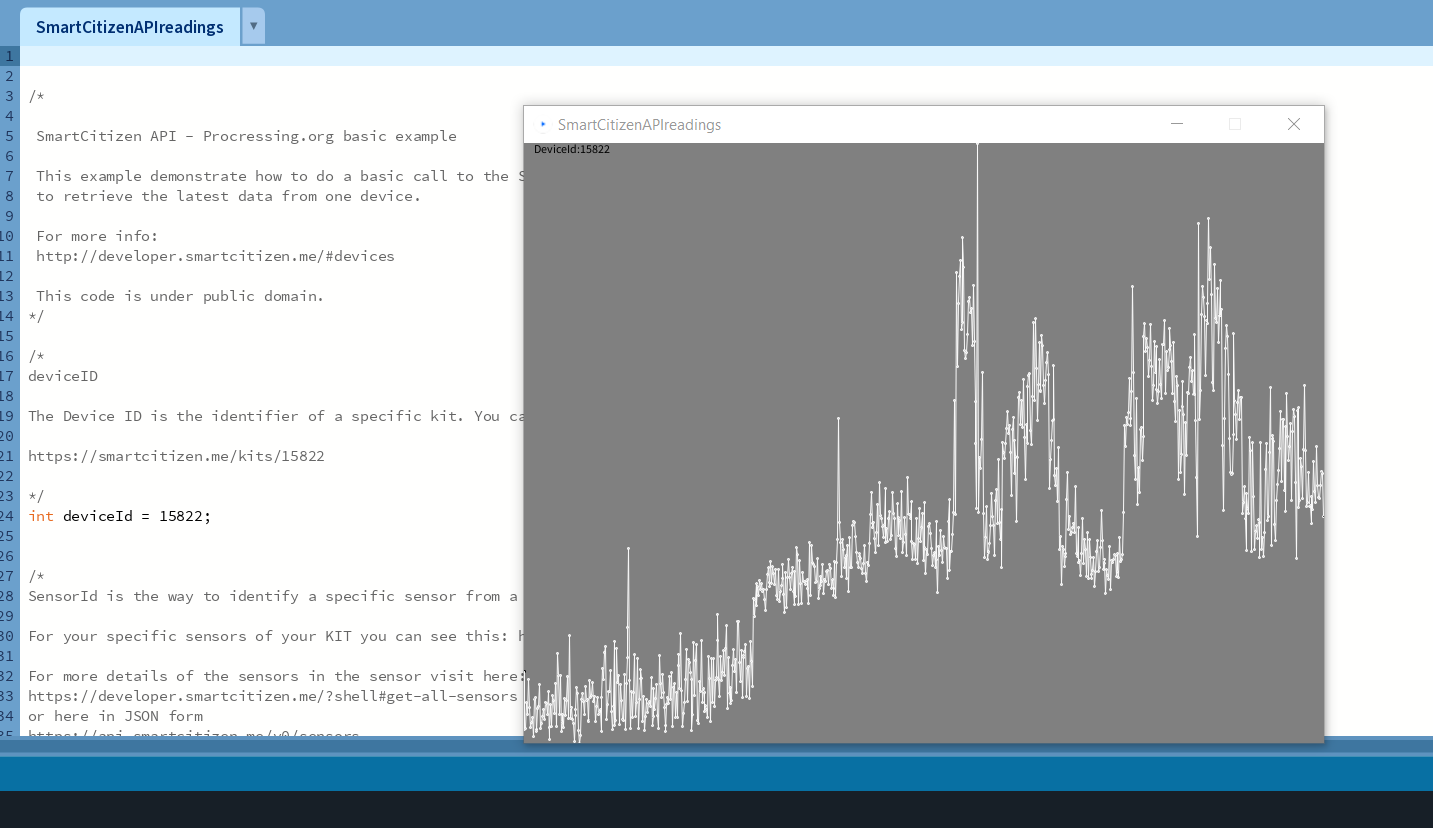 SmartCitizenAPIreadings ▼
1
2
3 /*
4
5 SmartCitizen API - Procressing.org basic example
6
7 This example demonstrate how to do a basic call to the S
8 to retrieve the latest data from one device.
9
10 For more info:
11 http://developer.smartcitizen.me/#devices
12
13 This code is under public domain.
14 */
15
16 /*
17 deviceID
18
19 The Device ID is the identifier of a specific kit. You ca
20
21 https://smartcitizen.me/kits/15822
22
23 */
24 int deviceId = 15822;
25
26
27 /*
28 SensorId is the way to identify a specific sensor from a
29
30 For your specific sensors of your KIT you can see this: h
31
32 For more details of the sensors in the sensor visit here:
33 https://developer.smartcitizen.me/?shell#get-all-sensors
34 or here in JSON form
35 https://api.smartcitizen.me/v0/sensors
SmartCitizenAPIreadings
DeviceId:15822